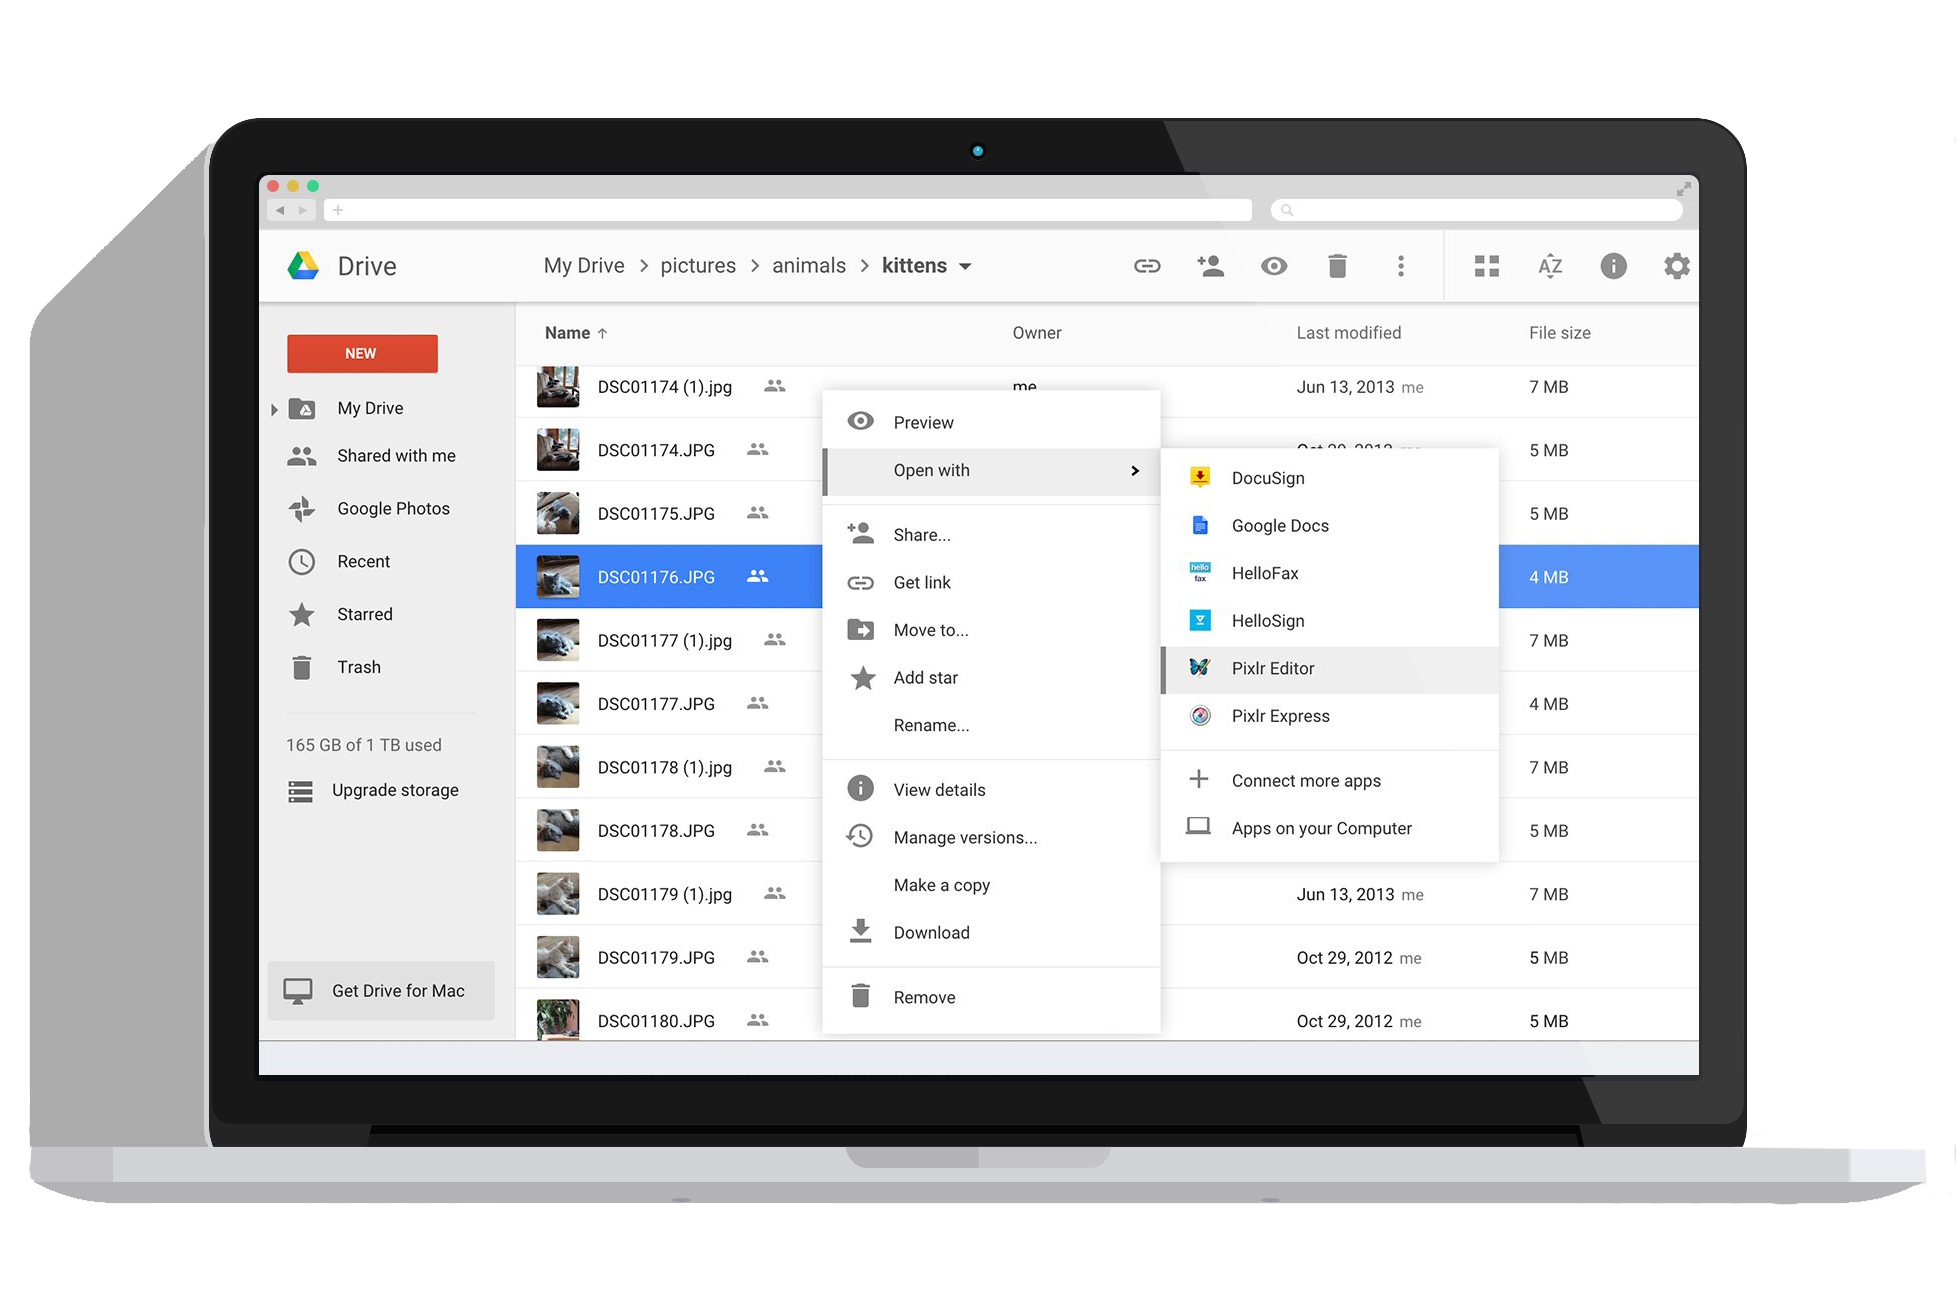 Drive
My Drive > pictures > animals > kittens
AZ
NEW
My Drive
Shared with me
Google Photos
Recent
Starred
Trash
165 GB of 1 TB used
Upgrade storage
Get Drive for Mac
Name ↑ Owner Last modified File size
DSC01174 (1).jpg me Jun 13, 2013 me 7 MB
DSC01174.JPG Oct 29, 2012 me 5 MB
DSC01175.JPG 5 MB
DSC01176.JPG 4 MB
DSC01177 (1).jpg 7 MB
DSC01177.JPG 4 MB
DSC01178 (1).jpg 7 MB
DSC01178.JPG 5 MB
DSC01179 (1).jpg Jun 13, 2013 me 7 MB
DSC01179.JPG Oct 29, 2012 me 5 MB
DSC01180.JPG Oct 29, 2012 me 5 MB
Preview
Open with >
Share...
Get link
Move to...
Add star
Rename...
View details
Manage versions...
Make a copy
Download
Remove
DocuSign
Google Docs
hello
fax
HelloFax
HelloSign
Pixlr Editor
Pixlr Express
Connect more apps
Apps on your Computer